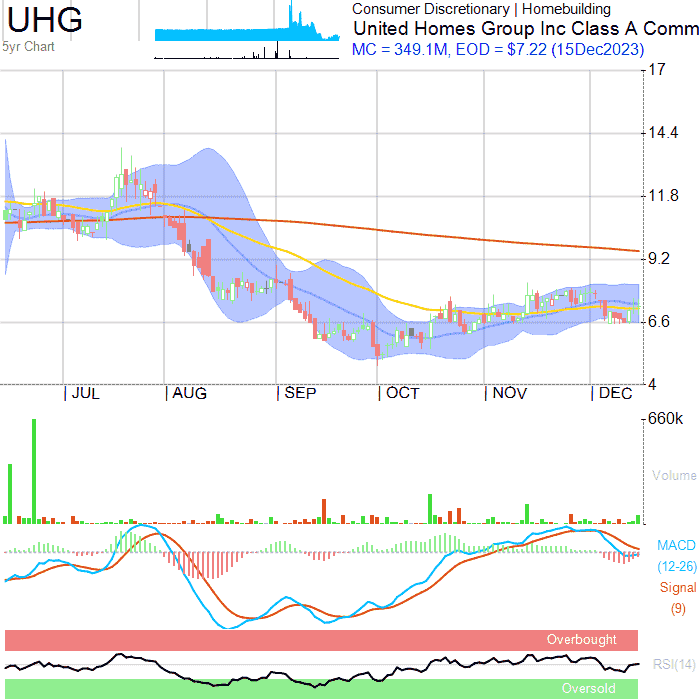 UHG
5yr Chart
Consumer Discretionary | Homebuilding
United Homes Group Inc Class A Comm
MC = 349.1M, EOD = $7.22 (15Dec2023)
17
14.4
11.8
9.2
6.6
4
| JUL | AUG | SEP | OCT | NOV | DEC
660k
Volume
MACD
(12-26)
Signal
(9)
Overbought
RSI(14)
Oversold